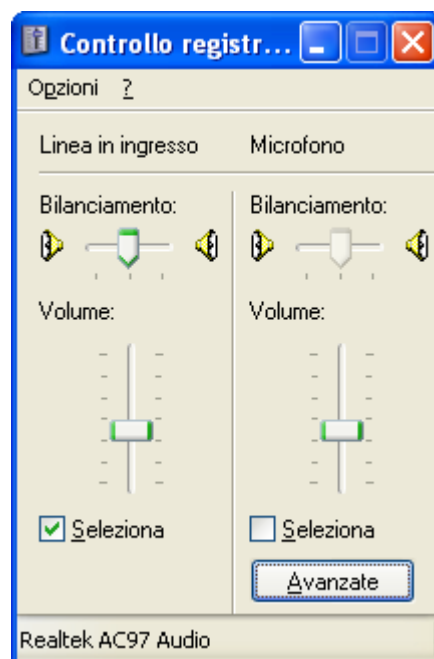 Controllo registr...
Opzioni ?
Linea in ingresso Microfono
Bilanciamento: Bilanciamento:
Volume: Volume:
Seleziona Seleziona
Avanzate
Realtek AC97 Audio